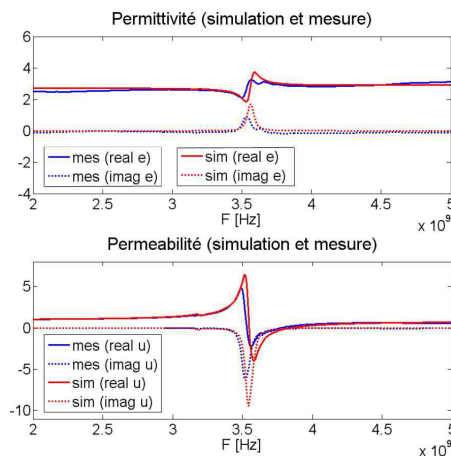 Permittivité (simulation et mesure)
6
4
2
0
-2
-4
mes (real e)
mes (imag e)
sim (real e)
sim (imag e)
2 2.5 3 3.5 4 4.5 5
F [Hz]
x 10⁹
Permeabilité (simulation et mesure)
5
0
-5
-10
mes (real u)
mes (imag u)
sim (real u)
sim (imag u)
2 2.5 3 3.5 4 4.5 5
F [Hz]
x 10⁹